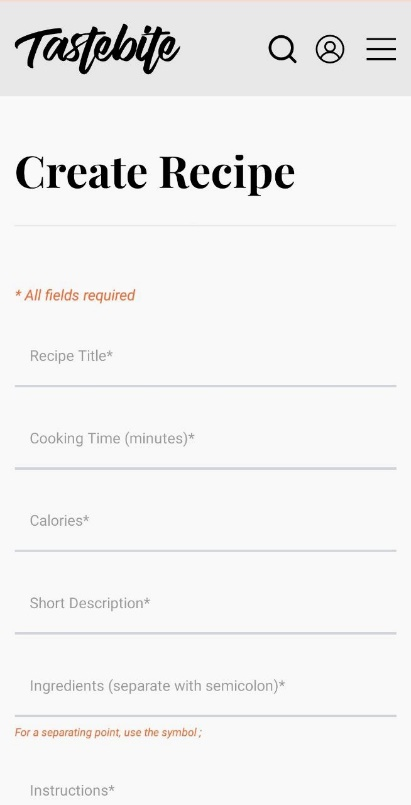 Tastebite
Create Recipe
* All fields required
Recipe Title*
Cooking Time (minutes)*
Calories*
Short Description*
Ingredients (separate with semicolon)*
For a separating point, use the symbol ;
Instructions*